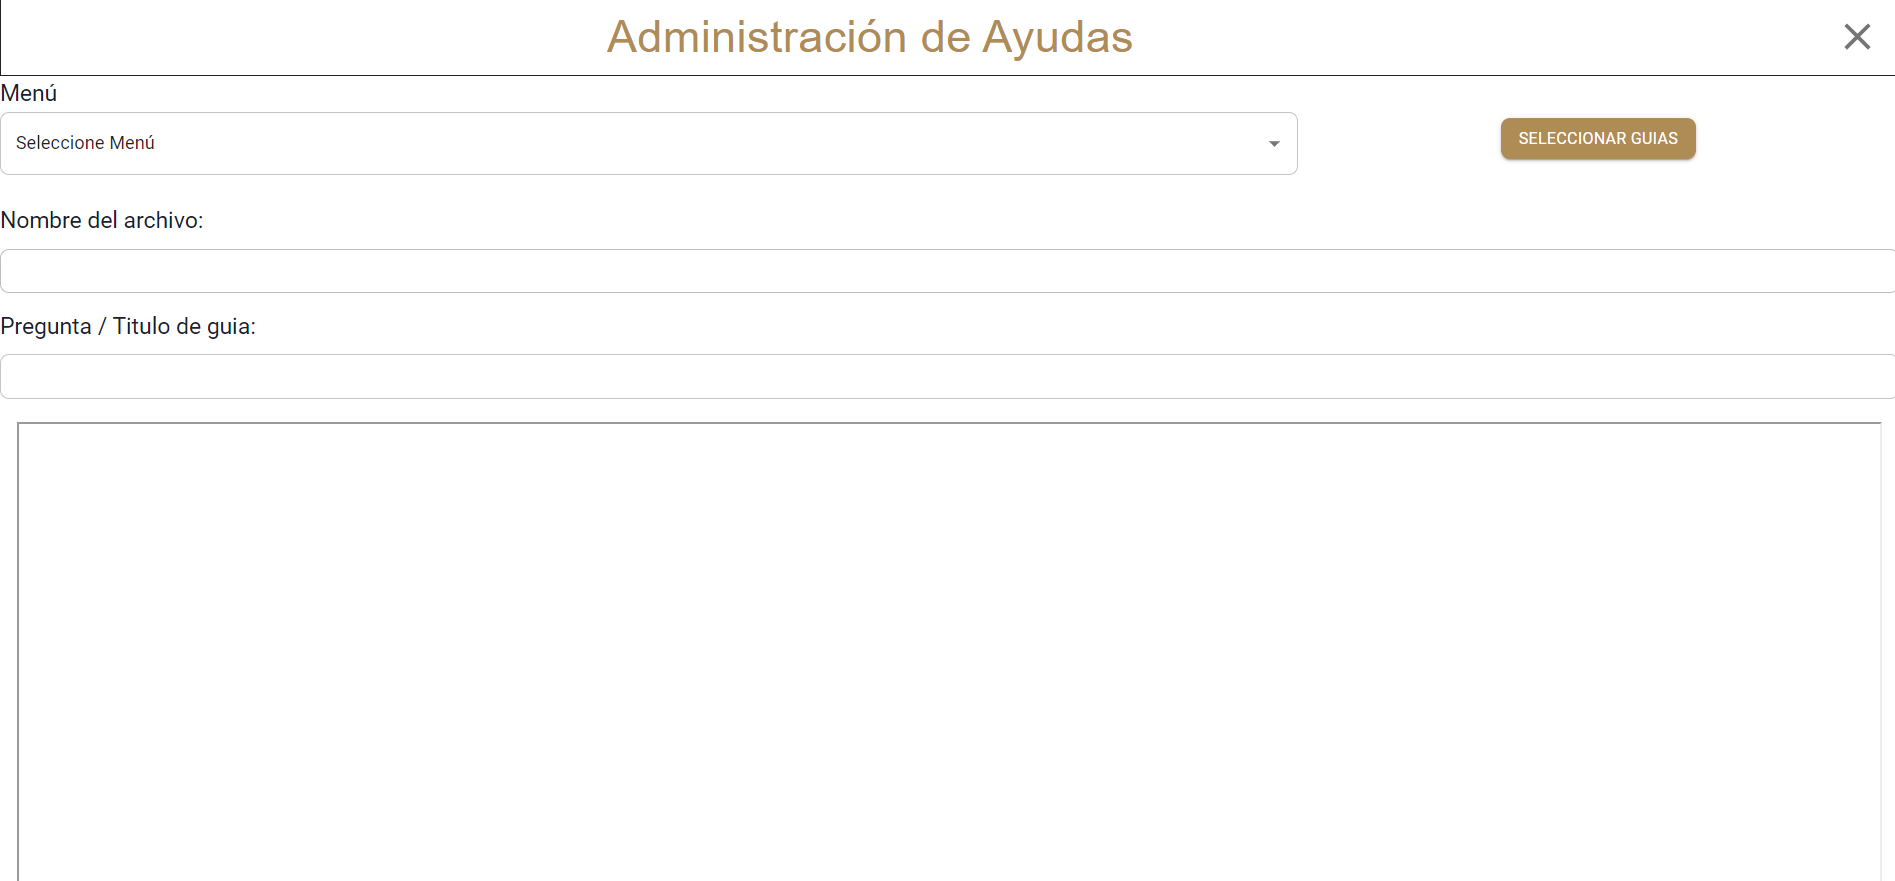 Administración de Ayudas
Menú
Seleccione Menú
SELECCIONAR GUIAS
Nombre del archivo:
Pregunta / Titulo de guia: